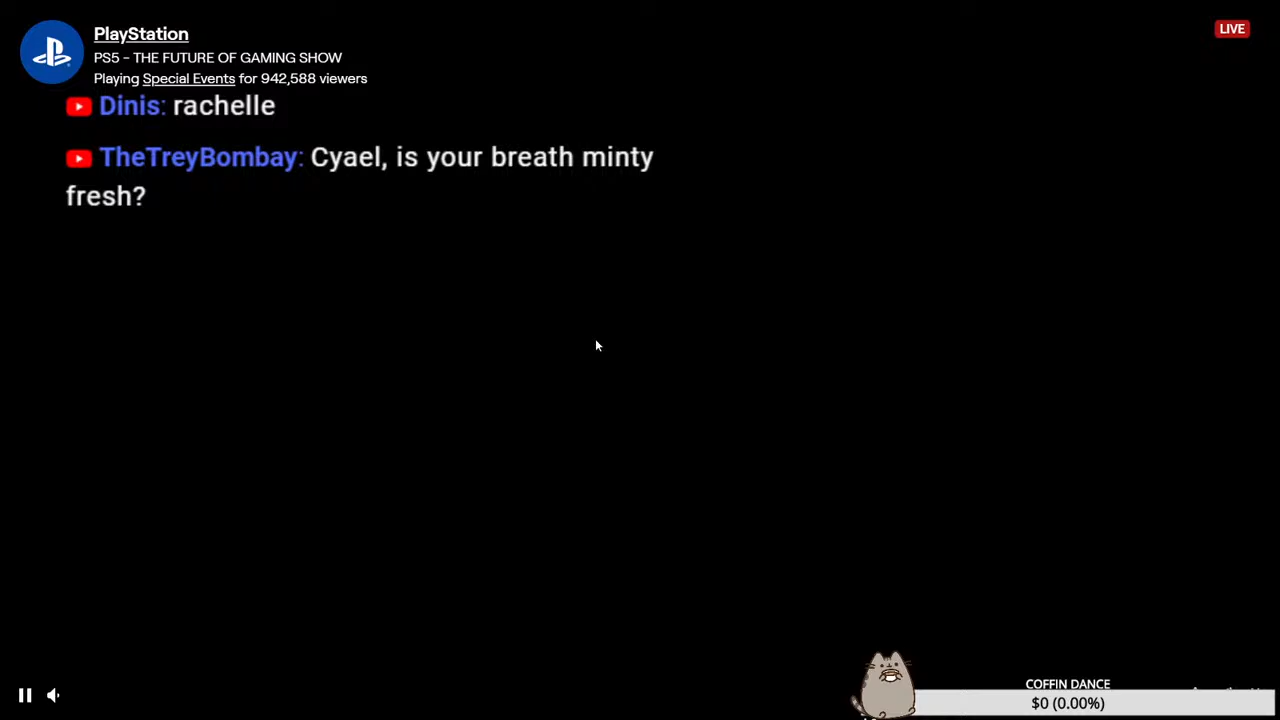 PlayStation
LIVE
PS5 - THE FUTURE OF GAMING SHOW
Playing Special Events for 942,588 viewers
Dinis: rachelle
TheTreyBombay: Cyael, is your breath minty
fresh?
COFFIN DANCE
$0 (0.00%)